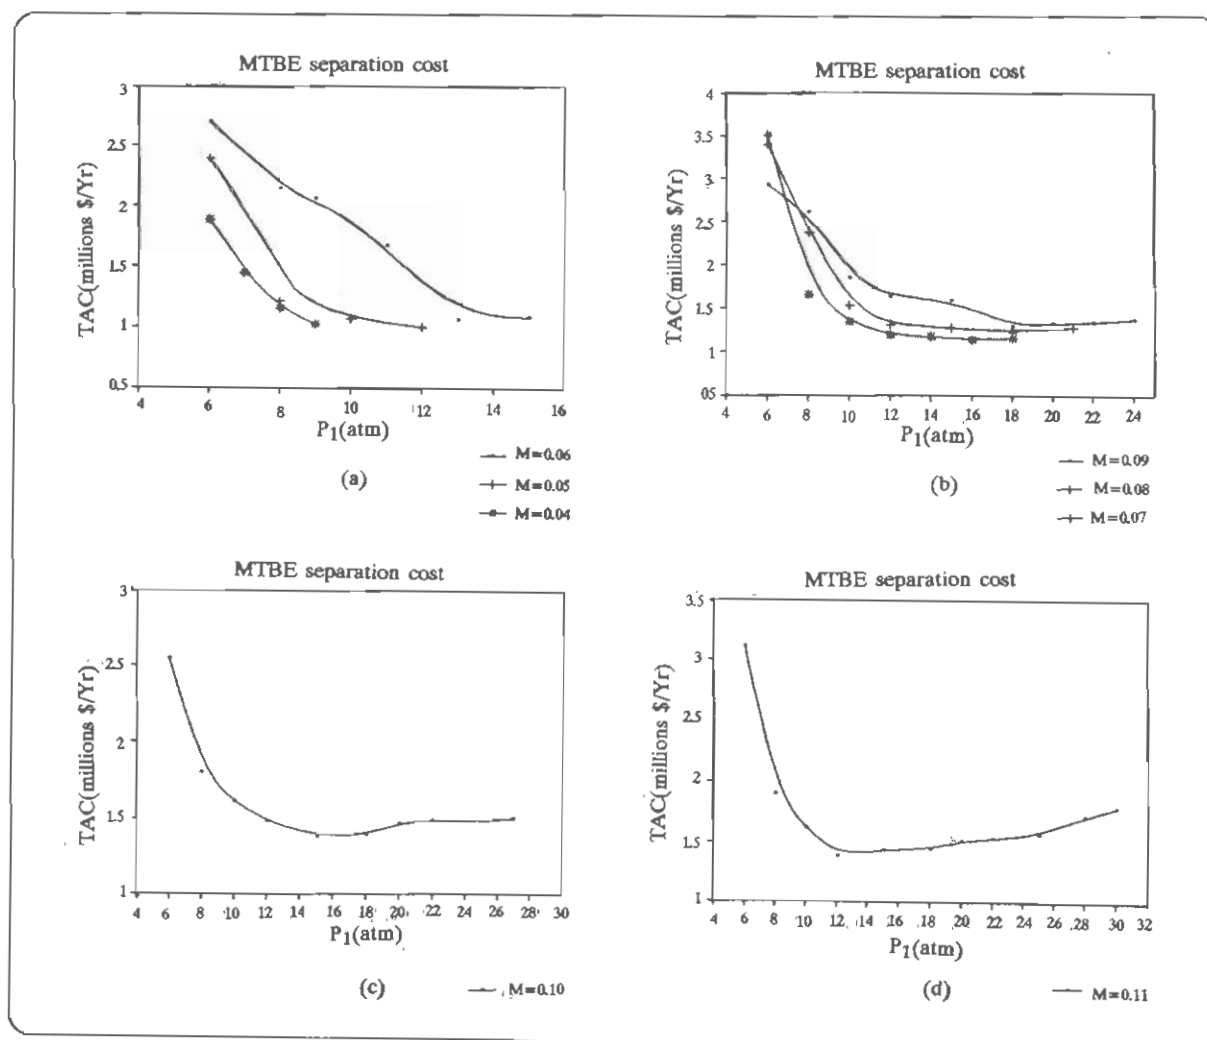 MTBE separation cost
3
2.5
2
1.5
1
0.5
TAC(millions $/Yr)
4 6 8 10 12 14 16
P1(atm)
M=0.06
M=0.05
M=0.04
(a)
MTBE separation cost
4
3.5
3
2.5
2
1.5
1
05
TAC(millions $/Yr)
4 6 8 10 12 14 16 18 20 22 24
P1(atm)
M=0.09
M=0.08
M=0.07
(b)
MTBE separation cost
3
2.5
2
1.5
1
TAC(millions $/Yr)
4 6 8 10 12 14 16 18 20 22 24 26 28 30
P1(atm)
(c)
M=0.10
MTBE separation cost
3.5
3
2.5
2
1.5
1
TAC(millions $/Yr)
4 6 8 10 12 14 16 18 20 22 24 26 28 30 32
P1(atm)
(d)
M=0.11